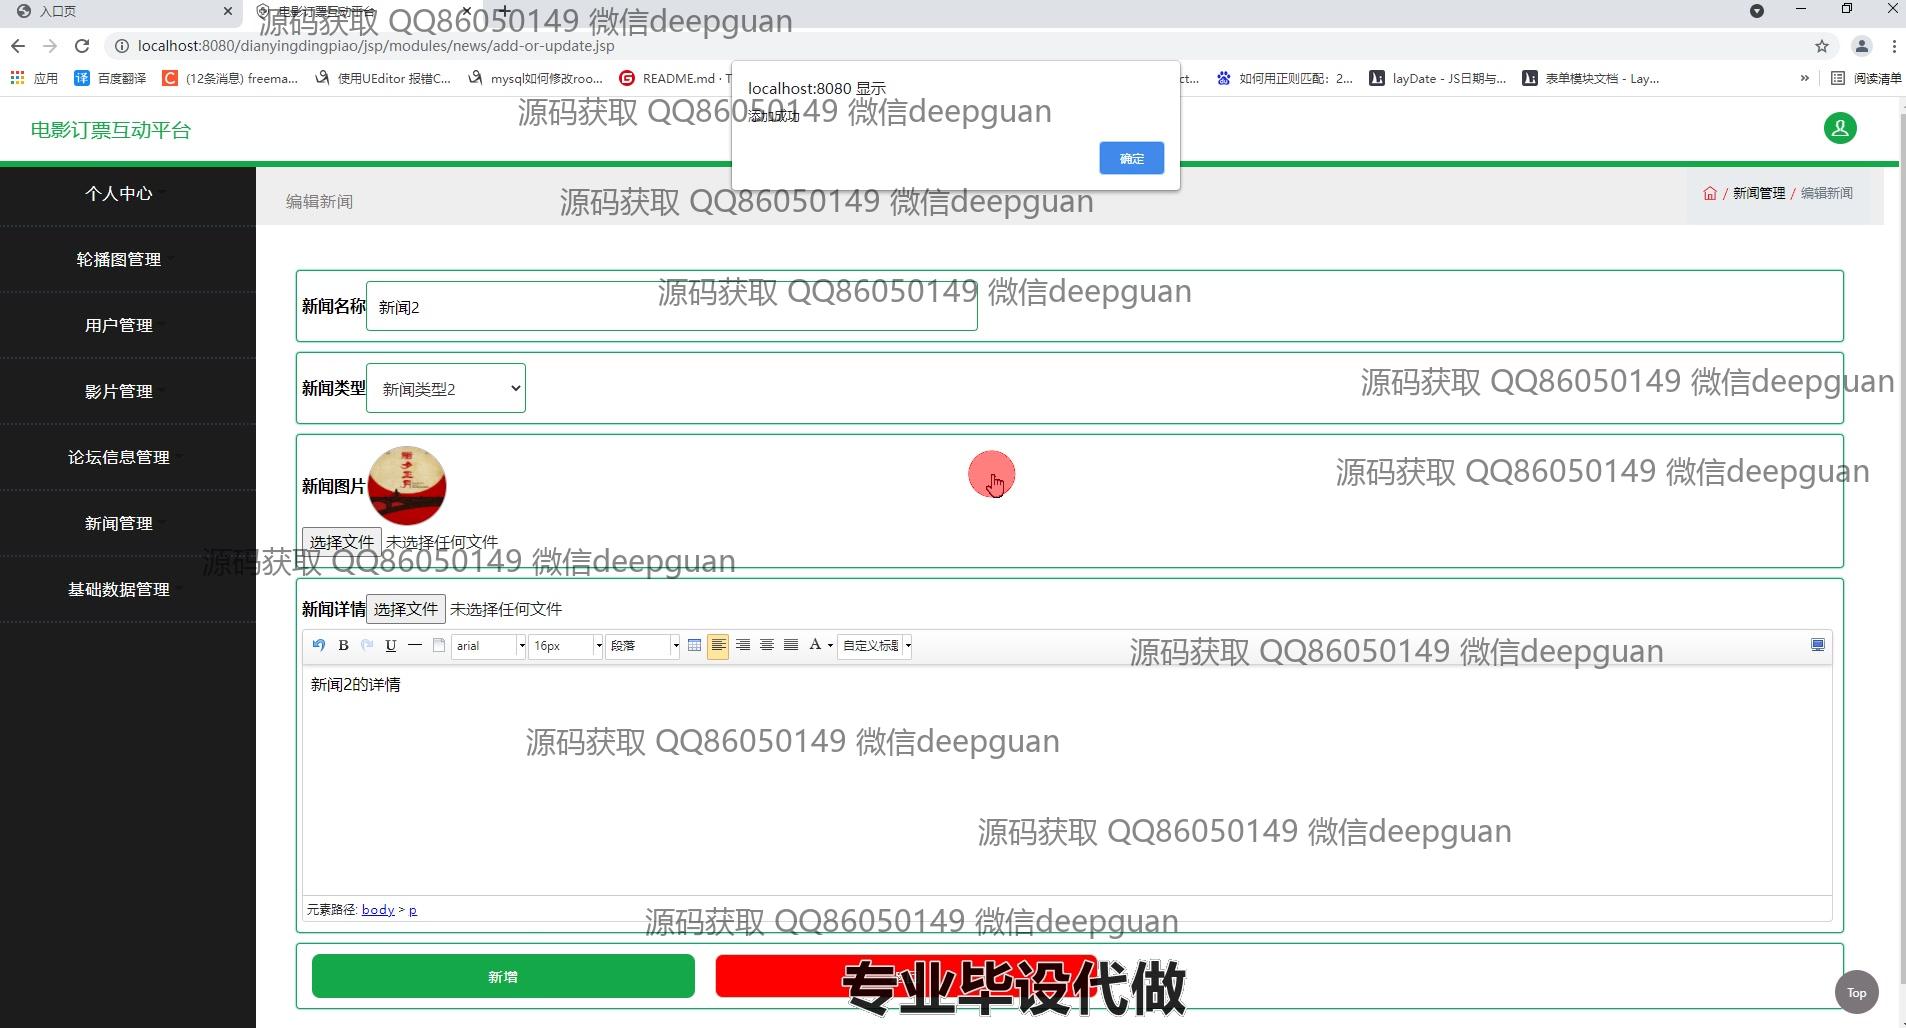 入口页
电影订票互动平台
源码获取 QQ86050149 微信deepguan
localhost:8080/dianyingdingpiao/jsp/modules/news/add-or-update.jsp
应用
百度翻译
(12条消息) freema...
使用UEditor 报错C...
mysql如何修改roo...
README.md · T
ct...
如何用正则匹配：2...
layDate - JS日期与...
表单模块文档 - Lay...
»
阅读清单
localhost:8080 显示
添加成功
源码获取 QQ86050149 微信deepguan
确定
电影订票互动平台
个人中心
轮播图管理
用户管理
影片管理
论坛信息管理
新闻管理
基础数据管理
编辑新闻
源码获取 QQ86050149 微信deepguan
/ 新闻管理 / 编辑新闻
新闻名称 新闻2
源码获取 QQ86050149 微信deepguan
新闻类型 新闻类型2
源码获取 QQ86050149 微信deepguan
新闻图片
源码获取 QQ86050149 微信deepguan
选择文件 未选择任何文件
源码获取 QQ86050149 微信deepguan
新闻详情 选择文件 未选择任何文件
B U arial 16px 段落 A 自定义标题
源码获取 QQ86050149 微信deepguan
新闻2的详情
源码获取 QQ86050149 微信deepguan
源码获取 QQ86050149 微信deepguan
元素路径: body > p
源码获取 QQ86050149 微信deepguan
新增
专业毕设代做
Top